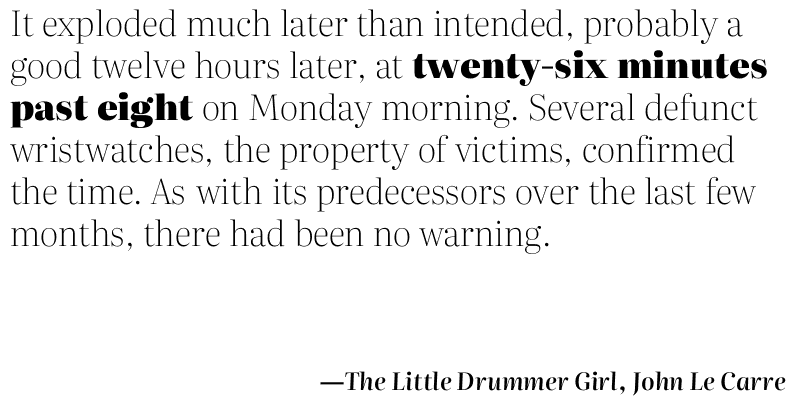 It exploded much later than intended, probably a
good twelve hours later, at twenty-six minutes
past eight on Monday morning. Several defunct
wristwatches, the property of victims, confirmed
the time. As with its predecessors over the last few
months, there had been no warning.
—The Little Drummer Girl, John Le Carre